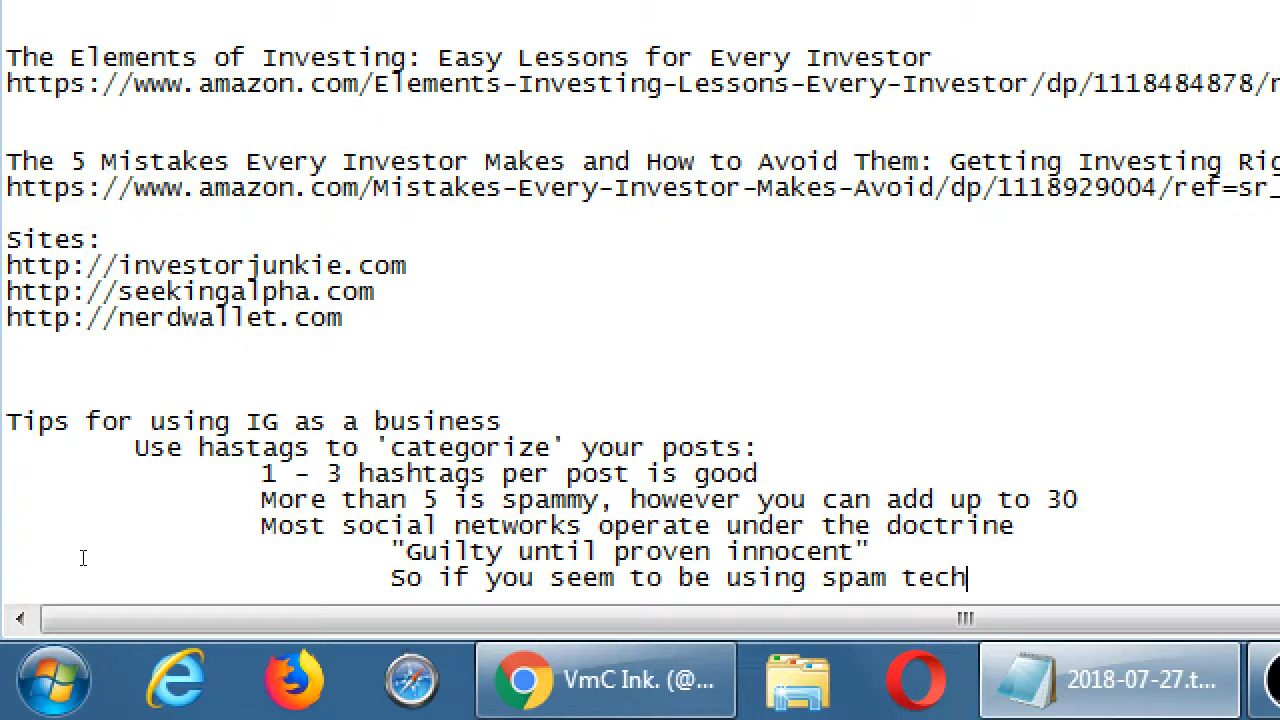 The Elements of Investing: Easy Lessons for Every Investor
https://www.amazon.com/Elements-Investing-Lessons-Every-Investor/dp/1118484878/r
The 5 Mistakes Every Investor Makes and How to Avoid Them: Getting Investing Rig
https://www.amazon.com/Mistakes-Every-Investor-Makes-Avoid/dp/1118929004/ref=sr_
Sites:
http://investorjunkie.com
http://seekingalpha.com
http://nerdwallet.com
Tips for using IG as a business
Use hastags to 'categorize' your posts:
1 - 3 hashtags per post is good
More than 5 is spammy, however you can add up to 30
Most social networks operate under the doctrine
"Guilty until proven innocent"
So if you seem to be using spam tech
VmC Ink. (@...
2018-07-27.t...